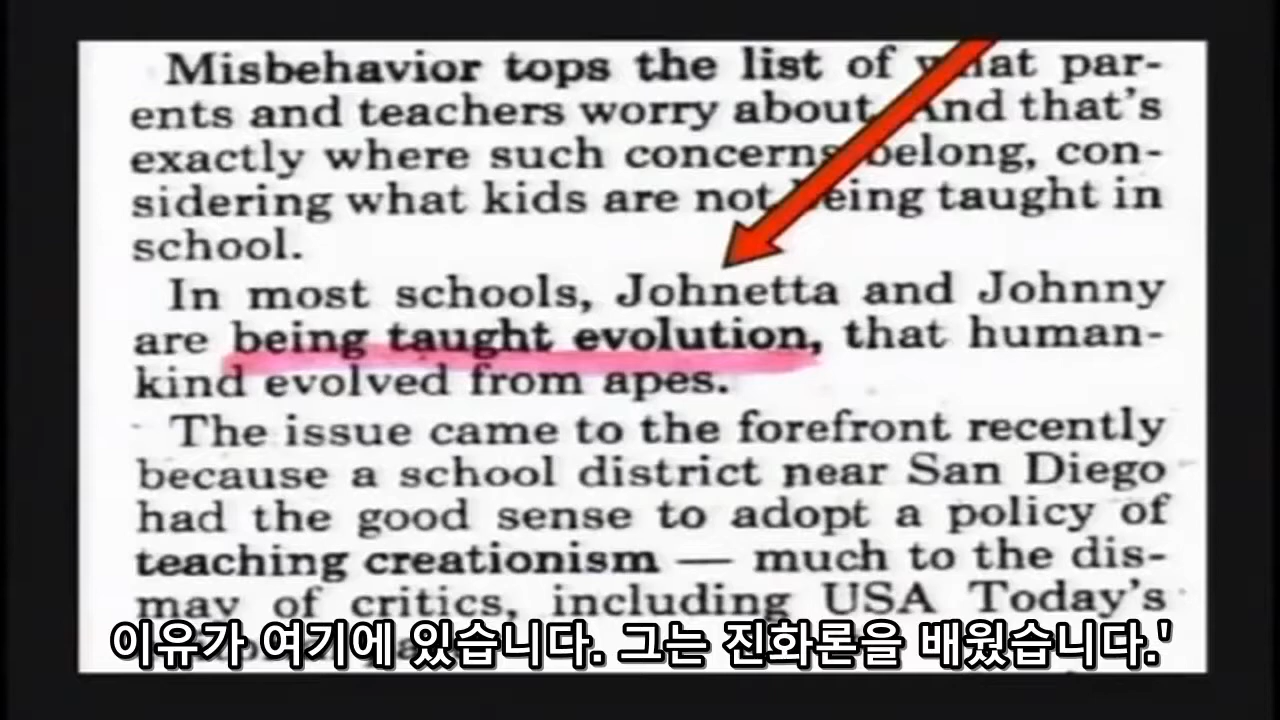 Misbehavior tops the list of what par-
ents and teachers worry about. And that's
exactly where such concerns belong, con-
sidering what kids are not being taught in
school.
In most schools, Johnetta and Johnny
are being taught evolution, that human-
kind evolved from apes.
The issue came to the forefront recently
because a school district near San Diego
had the good sense to adopt a policy of
teaching creationism — much to the dis-
may of critics, including USA Today's
이유가 여기에 있습니다. 그는 진화론을 배웠습니다.'